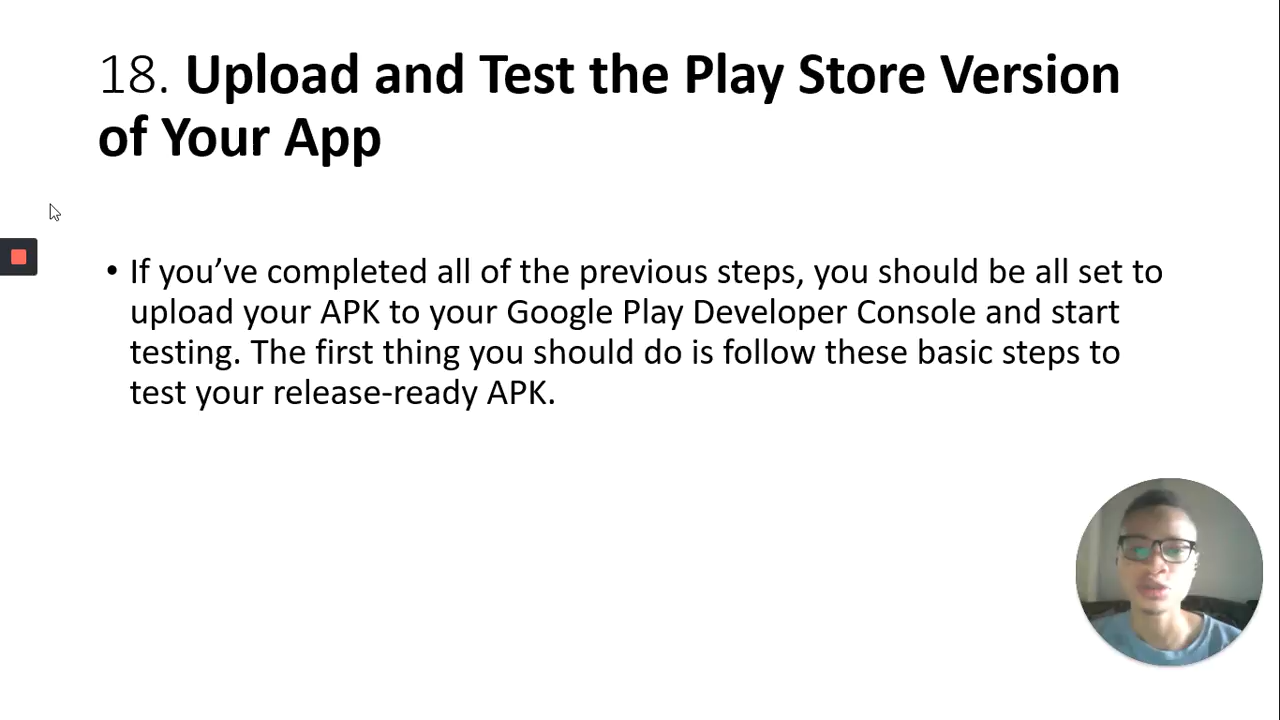 18. Upload and Test the Play Store Version
of Your App
• If you’ve completed all of the previous steps, you should be all set to
upload your APK to your Google Play Developer Console and start
testing. The first thing you should do is follow these basic steps to
test your release-ready APK.